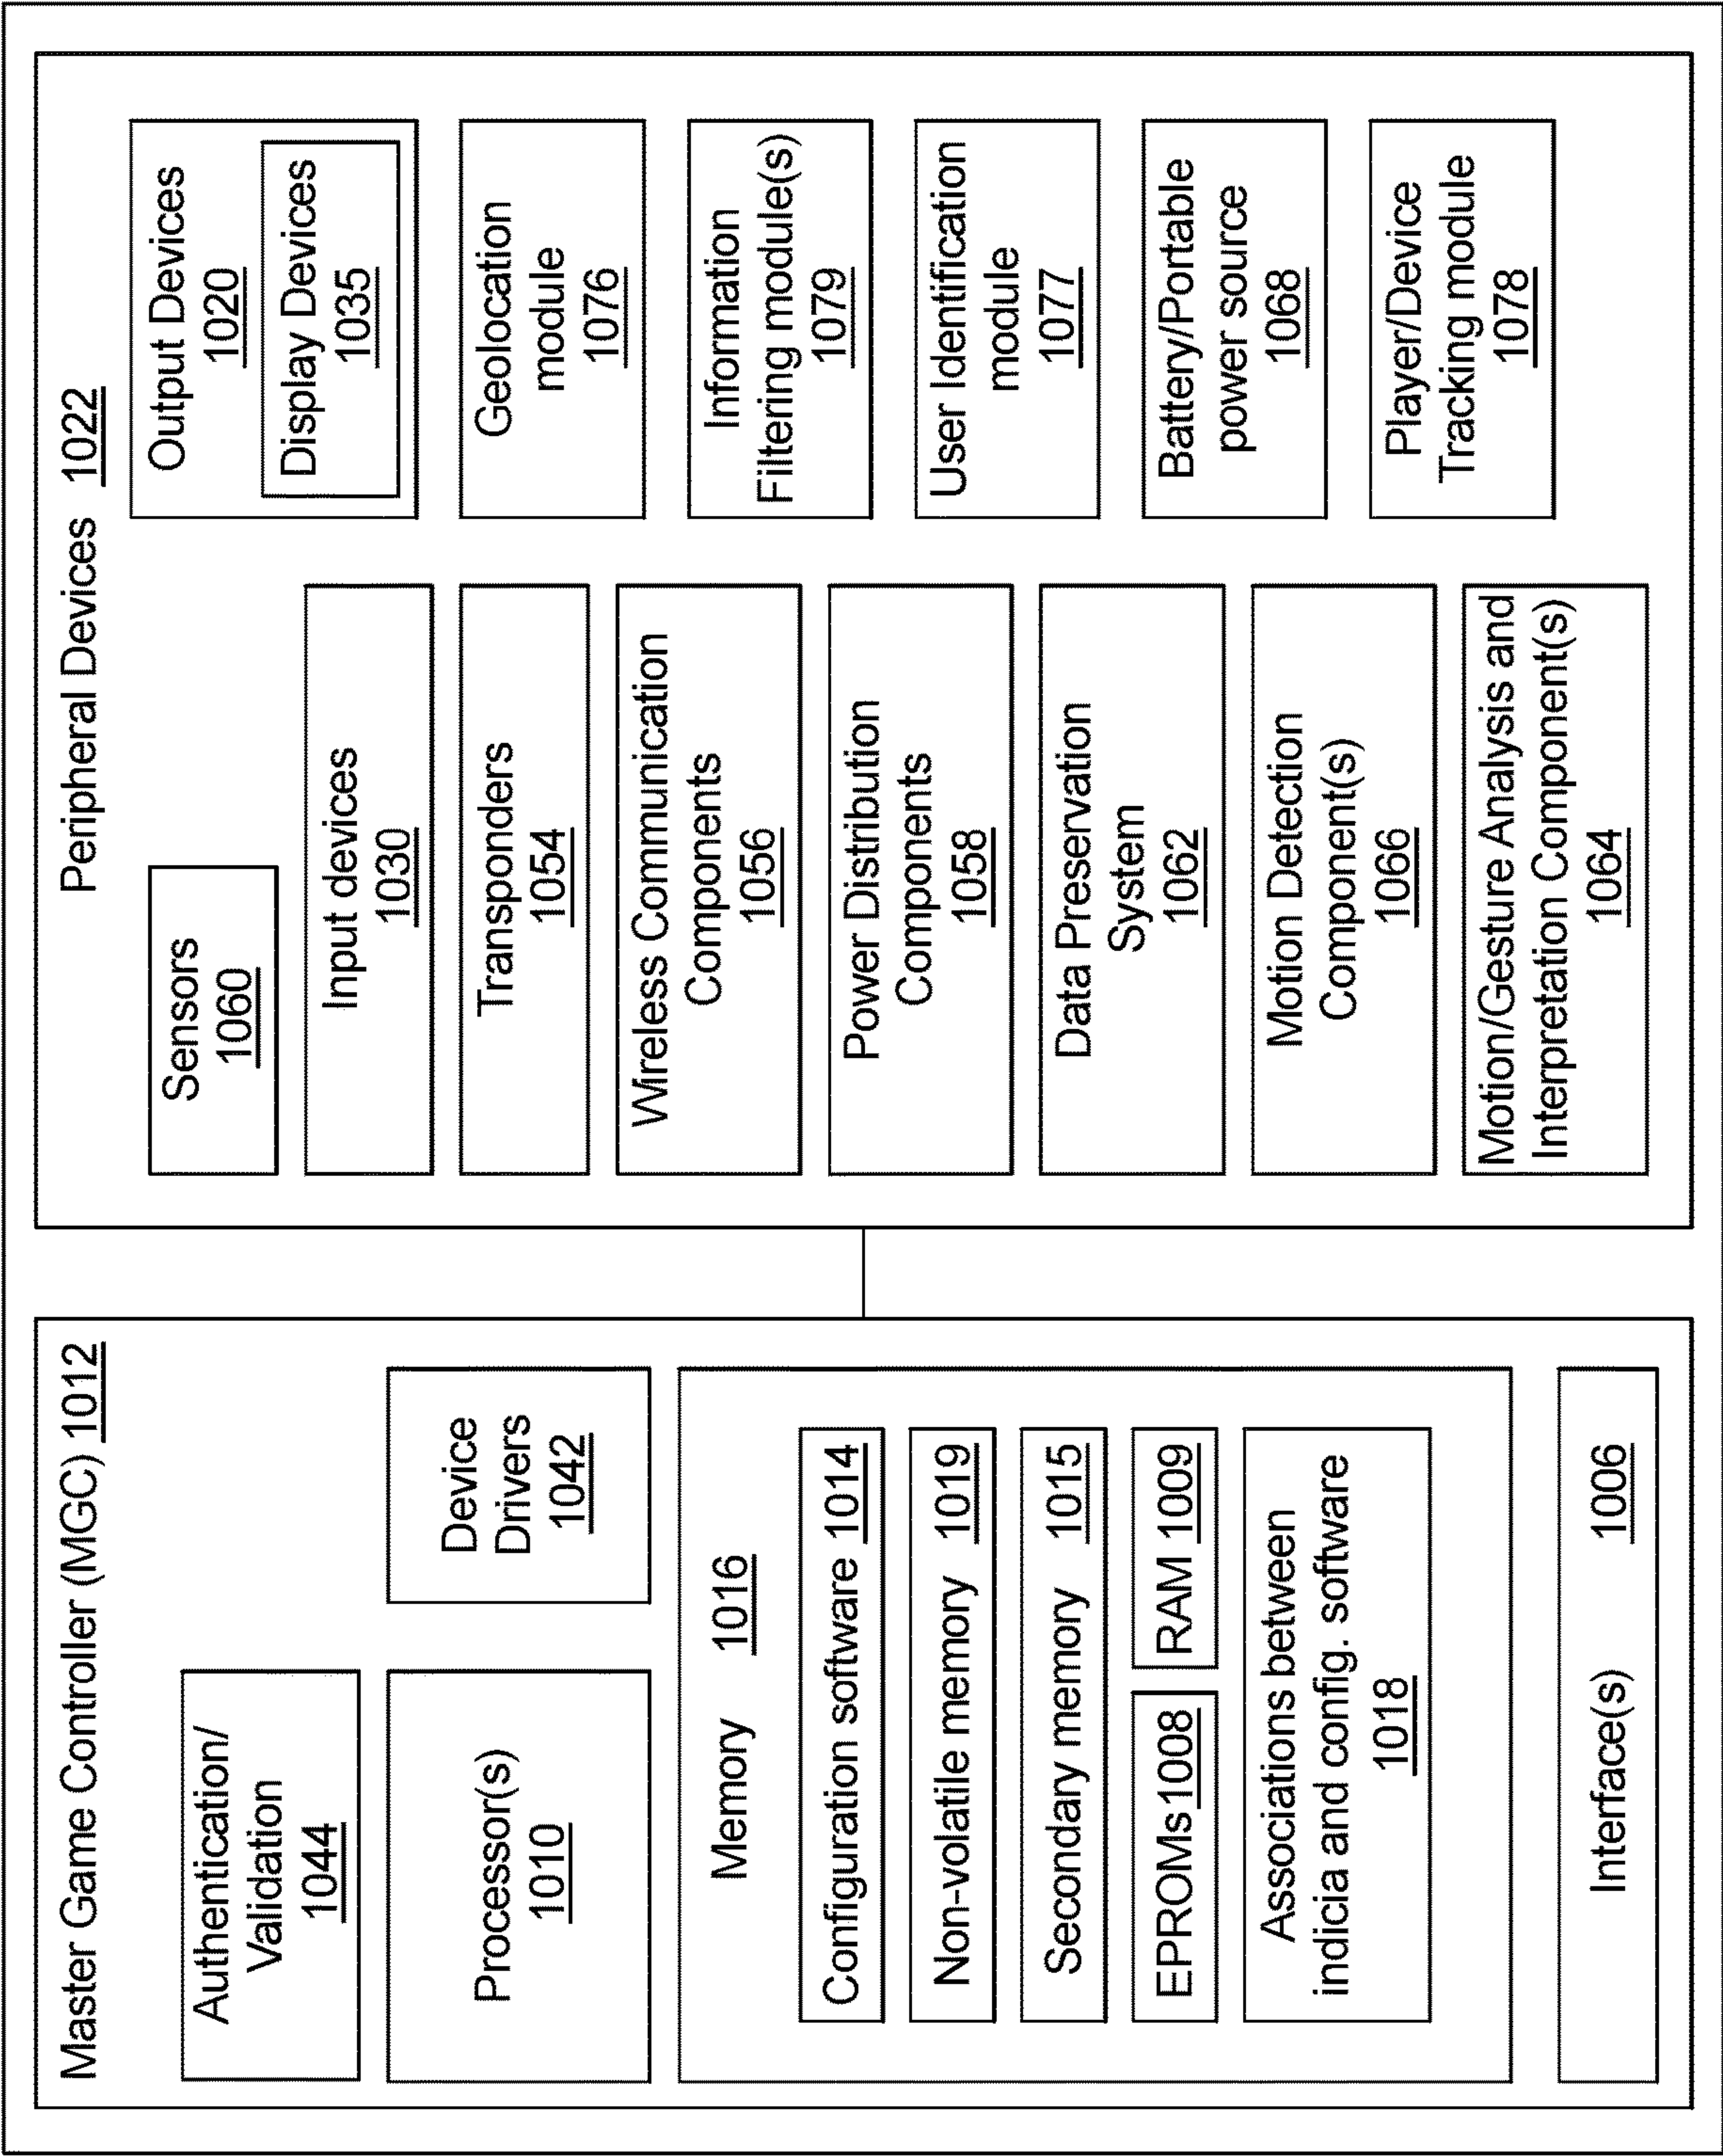 Master Game Controller (MGC) 1012
Authentication/
Validation
1044
Processor(s)
1010
Device
Drivers
1042
Memory 1016
Configuration software 1014
Non-volatile memory 1019
Secondary memory 1015
EPROMs 1008
RAM 1009
Associations between
indicia and config. software
1018
Interface(s) 1006
Peripheral Devices 1022
Sensors
1060
Input devices
1030
Transponders
1054
Wireless Communication
Components
1056
Power Distribution
Components
1058
Data Preservation
System
1062
Motion Detection
Component(s)
1066
Motion/Gesture Analysis and
Interpretation Component(s)
1064
Output Devices
1020
Display Devices
1035
Geolocation
module
1076
Information
Filtering module(s)
1079
User Identification
module
1077
Battery/Portable
power source
1068
Player/Device
Tracking module
1078